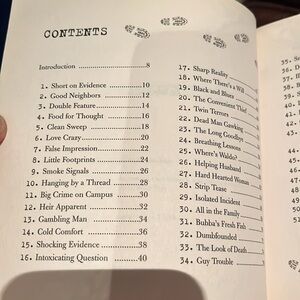 CONTENTS
Introduction ..................... 8
1. Short on Evidence ............10
2. Good Neighbors ...............12
3. Double Feature ...............14
4. Food for Thought .............16
5. Clean Sweep ..................18
6. Love Crazy ...................20
7. False Impression .............22
8. Little Footprints ............24
9. Smoke Signals ................26
10. Hanging by a Thread .........28
11. Big Crime on Campus .........30
12. Heir Apparent ...............32
13. Gambling Man ................34
14. Cold Comfort ................36
15. Shocking Evidence ...........38
16. Intoxicating Question .......40
17. Sharp Reality
18. Where There's a Will
19. Black and Blues
20. The Convenient Thief
21. Twin Terrors
22. Dead Man Gawking
23. The Long Goodbye
24. Breathing Lessons
25. Where's Waldo?
26. Helping Husband
27. Hard Hearted Woman
28. Strip Tease
29. Isolated Incident
30. All in the Family
31. Bubba's Fresh Fish
32. Dumbfounded
33. The Look of Death
34. Guy Trouble
35.